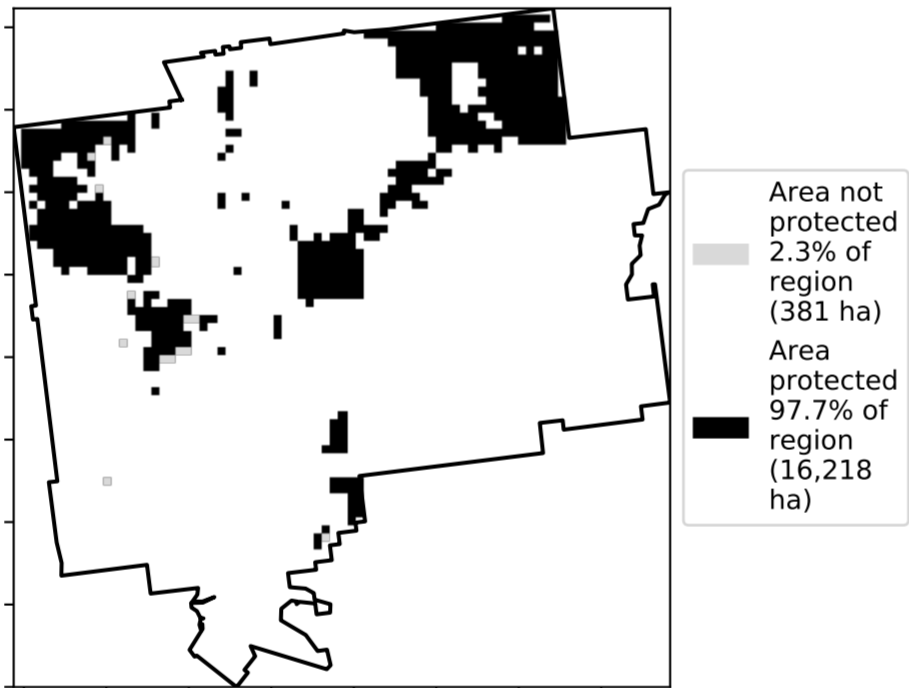 Area not
protected
2.3% of
region
(381 ha)
Area
protected
97.7% of
region
(16,218
ha)